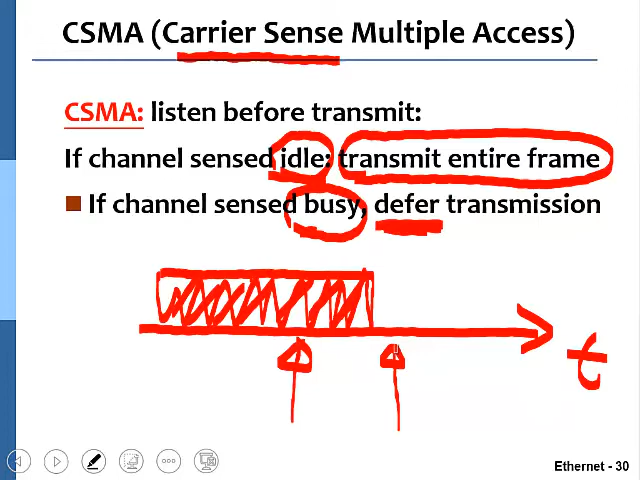 CSMA (Carrier Sense Multiple Access)
CSMA: listen before transmit:
If channel sensed idle: transmit entire frame
If channel sensed busy, defer transmission
t
Ethernet - 30